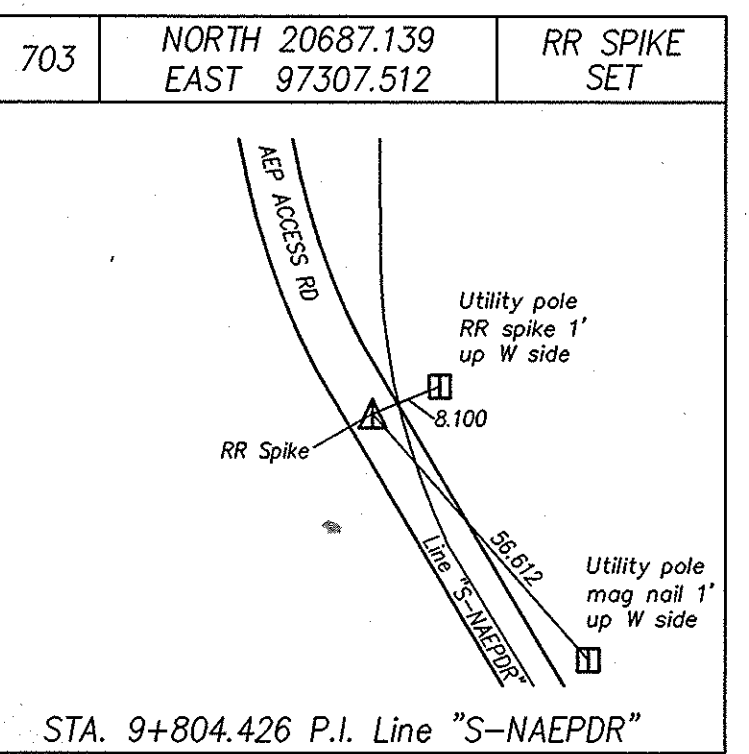 703
NORTH 20687.139
EAST 97307.512
RR SPIKE
SET
AEP ACCESS RD
Utility pole
RR spike 1'
up W side
8.100
RR Spike
56.612
Line "S-NAEPDR"
Utility pole
mag nail 1'
up W side
STA. 9+804.426 P.I. Line "S-NAEPDR"